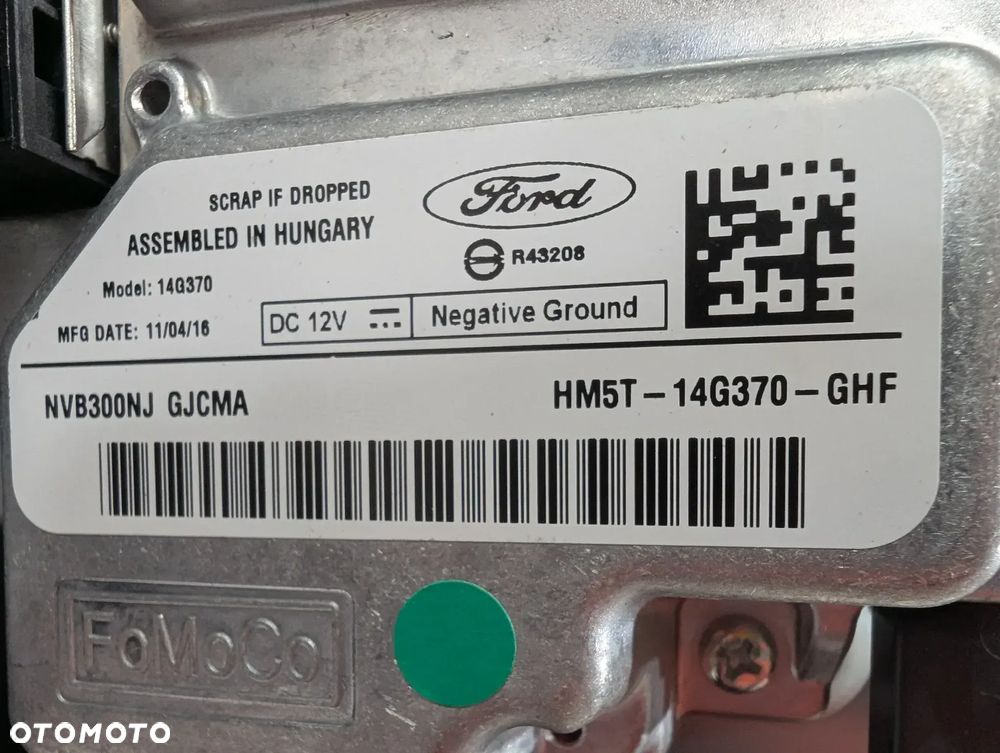 SCRAP IF DROPPED
ASSEMBLED IN HUNGARY
Model: 14G370
MFG DATE: 11/04/16
Ford
R43208
DC 12V
Negative Ground
NVB300NJ GJCMA
HM5T-14G370-GHF
FoMoCo
OTOMOTO